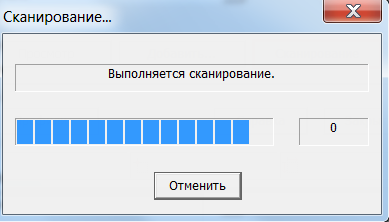 Сканирование...
Выполняется сканирование.
0
Отменить